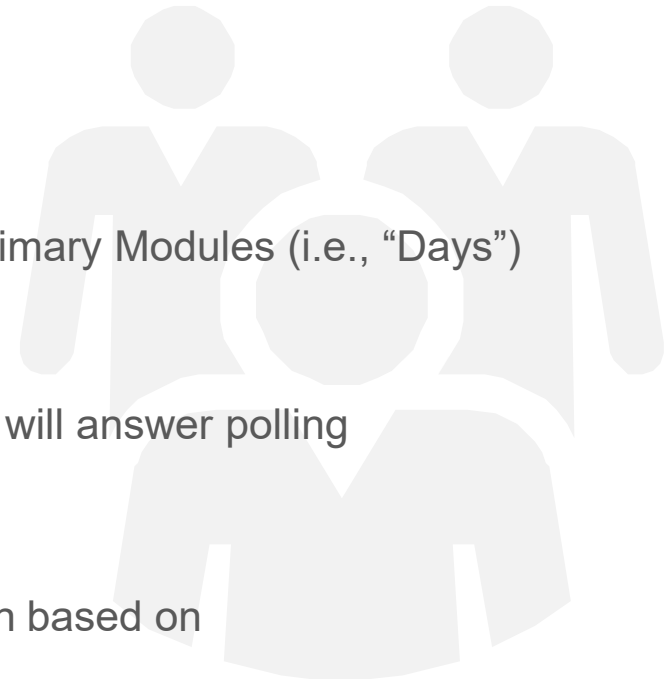 imary Modules (i.e., “Days”)
will answer polling
n based on